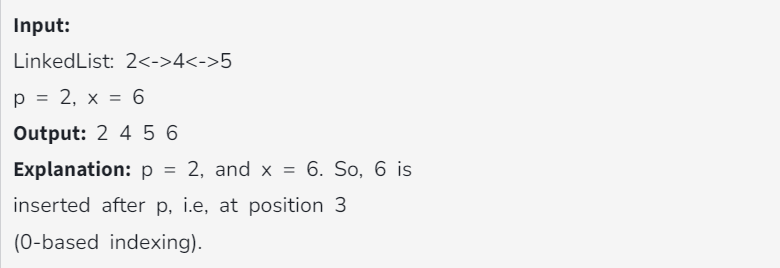 Input:
LinkedList: 2<->4<->5
p = 2, x = 6
Output: 2 4 5 6
Explanation: p = 2, and x = 6. So, 6 is
inserted after p, i.e, at position 3
(0-based indexing).